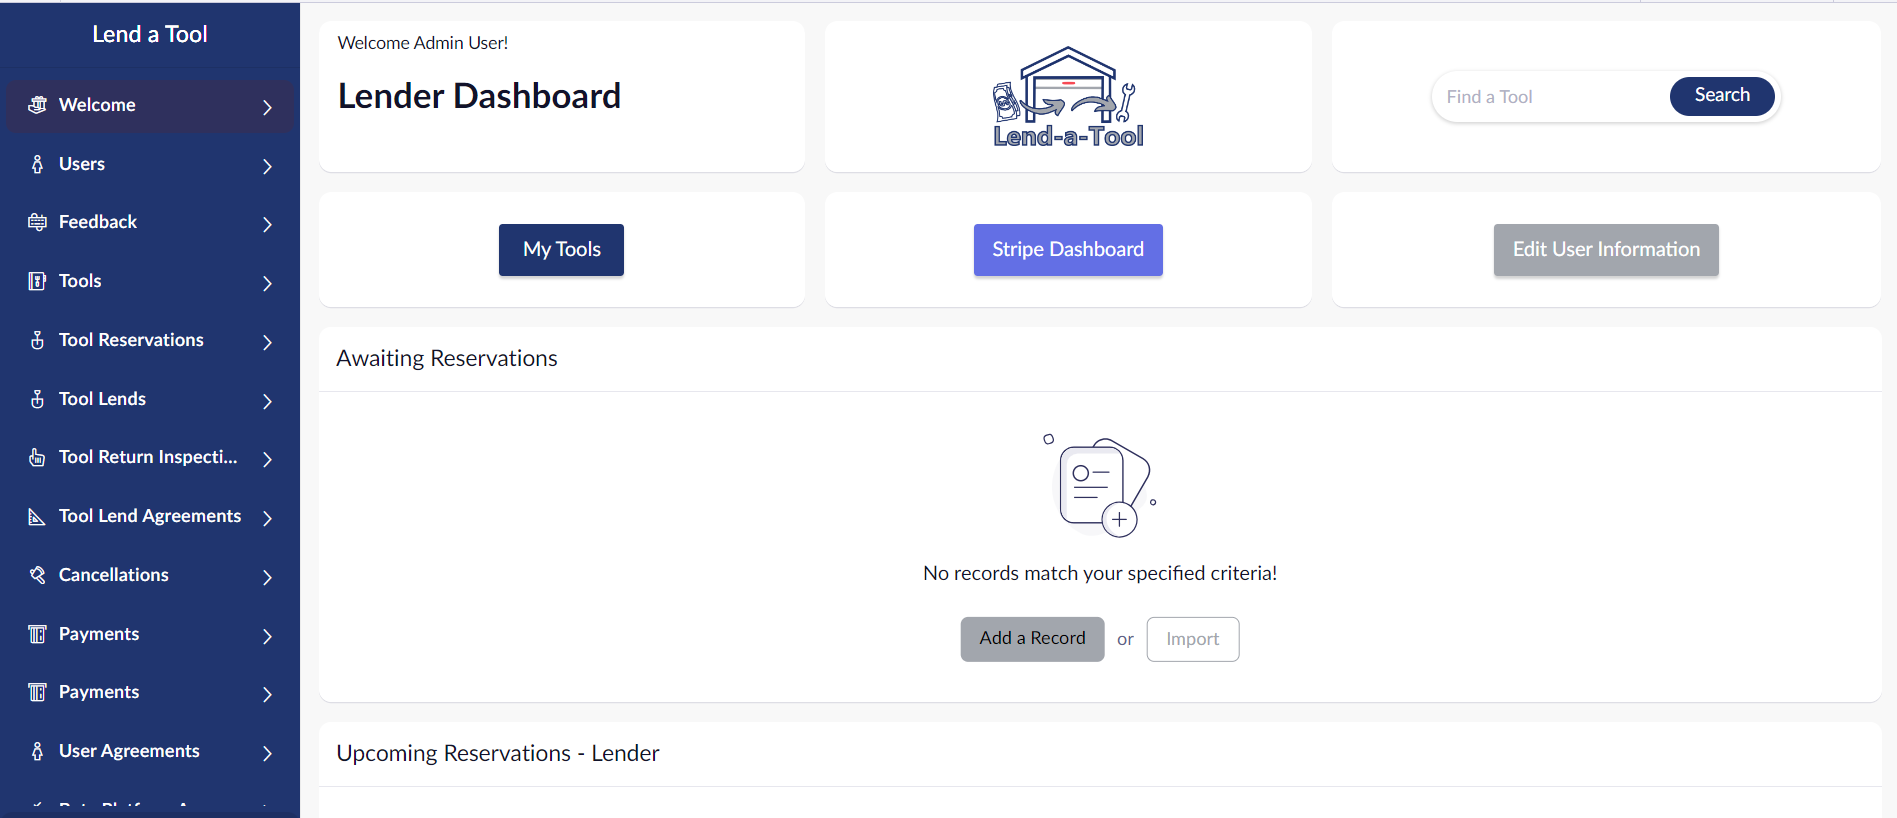 Lend a Tool
Welcome
Users
Feedback
Tools
Tool Reservations
Tool Lends
Tool Return Inspecti...
Tool Lend Agreements
Cancellations
Payments
Payments
User Agreements
Welcome Admin User!
Lender Dashboard
Lend-a-Tool
Find a Tool
Search
My Tools
Stripe Dashboard
Edit User Information
Awaiting Reservations
No records match your specified criteria!
Add a Record or Import
Upcoming Reservations - Lender